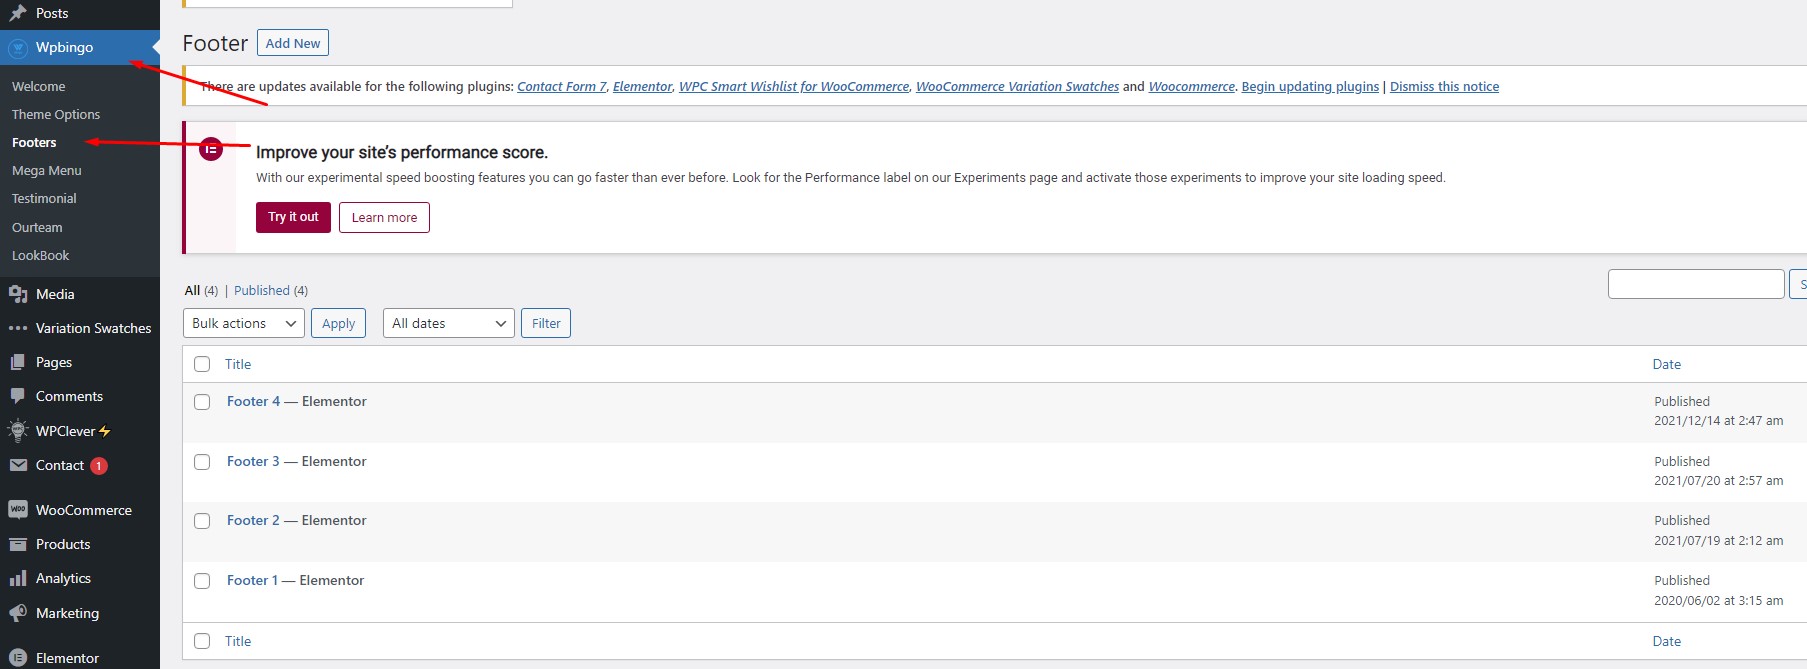 Posts
Wpbingo
Welcome
Theme Options
Footers
Mega Menu
Testimonial
Ourteam
LookBook
Media
Variation Swatches
Pages
Comments
WPClever
Contact 1
WooCommerce
Products
Analytics
Marketing
Elementor
Footer Add New
There are updates available for the following plugins: Contact Form 7, Elementor, WPC Smart Wishlist for WooCommerce, WooCommerce Variation Swatches and Woocommerce. Begin updating plugins | Dismiss this notice
Improve your site's performance score.
With our experimental speed boosting features you can go faster than ever before. Look for the Performance label on our Experiments page and activate those experiments to improve your site loading speed.
Try it out Learn more
All (4) | Published (4)
S
Bulk actions Apply All dates Filter
Title Date
Footer 4 — Elementor Published
2021/12/14 at 2:47 am
Footer 3 — Elementor Published
2021/07/20 at 2:57 am
Footer 2 — Elementor Published
2021/07/19 at 2:12 am
Footer 1 — Elementor Published
2020/06/02 at 3:15 am
Title Date